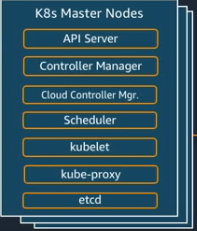 K8s Master Nodes
API Server
Controller Manager
Cloud Controller Mgr.
Scheduler
kubelet
kube-proxy
etcd